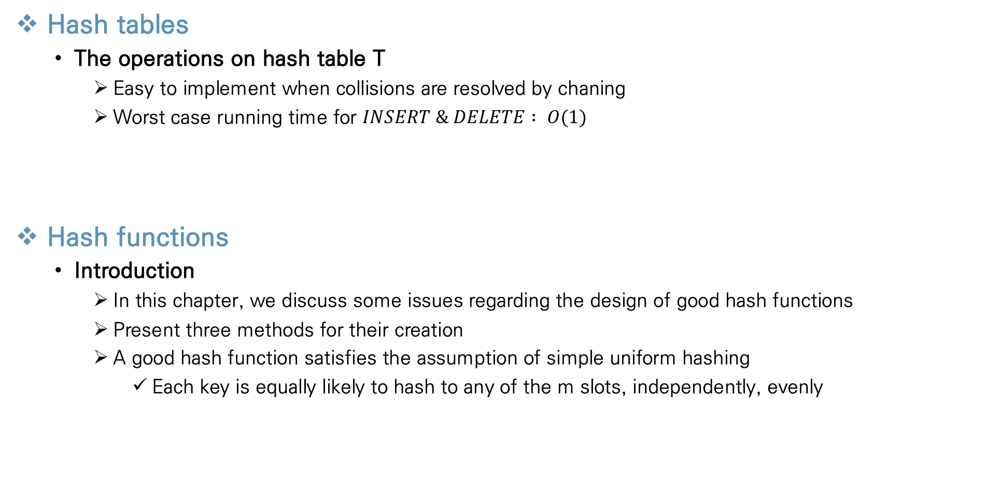 ❖ Hash tables
• The operations on hash table T
➢ Easy to implement when collisions are resolved by chaning
➢ Worst case running time for INSERT & DELETE : O(1)
❖ Hash functions
• Introduction
➢ In this chapter, we discuss some issues regarding the design of good hash functions
➢ Present three methods for their creation
➢ A good hash function satisfies the assumption of simple uniform hashing
✓ Each key is equally likely to hash to any of the m slots, independently, evenly